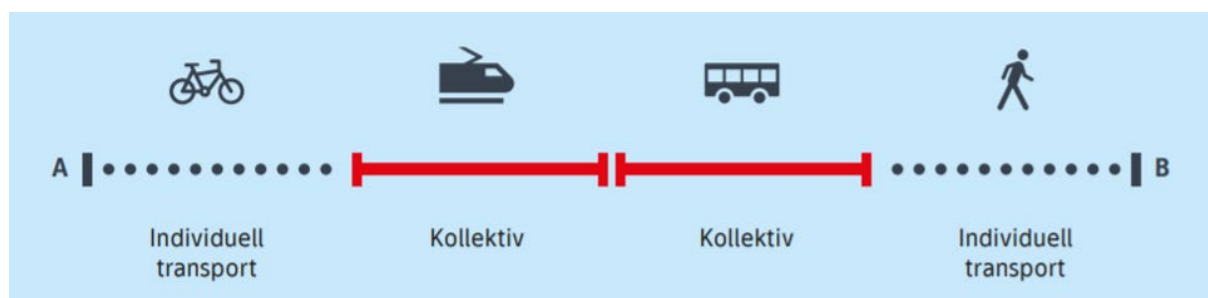 A
B
Individuell
transport
Kollektiv
Kollektiv
Individuell
transport